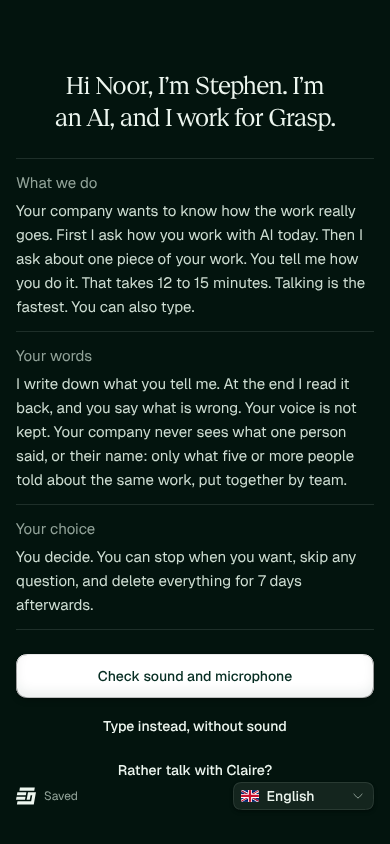 Hi Noor, I’m Stephen. I’m
an AI, and I work for Grasp.
What we do
Your company wants to know how the work really
goes. First I ask how you work with AI today. Then I
ask about one piece of your work. You tell me how
you do it. That takes 12 to 15 minutes. Talking is the
fastest. You can also type.
Your words
I write down what you tell me. At the end I read it
back, and you say what is wrong. Your voice is not
kept. Your company never sees what one person
said, or their name: only what five or more people
told about the same work, put together by team.
Your choice
You decide. You can stop when you want, skip any
question, and delete everything for 7 days
afterwards.
Check sound and microphone
Type instead, without sound
Rather talk with Claire?
Saved
English